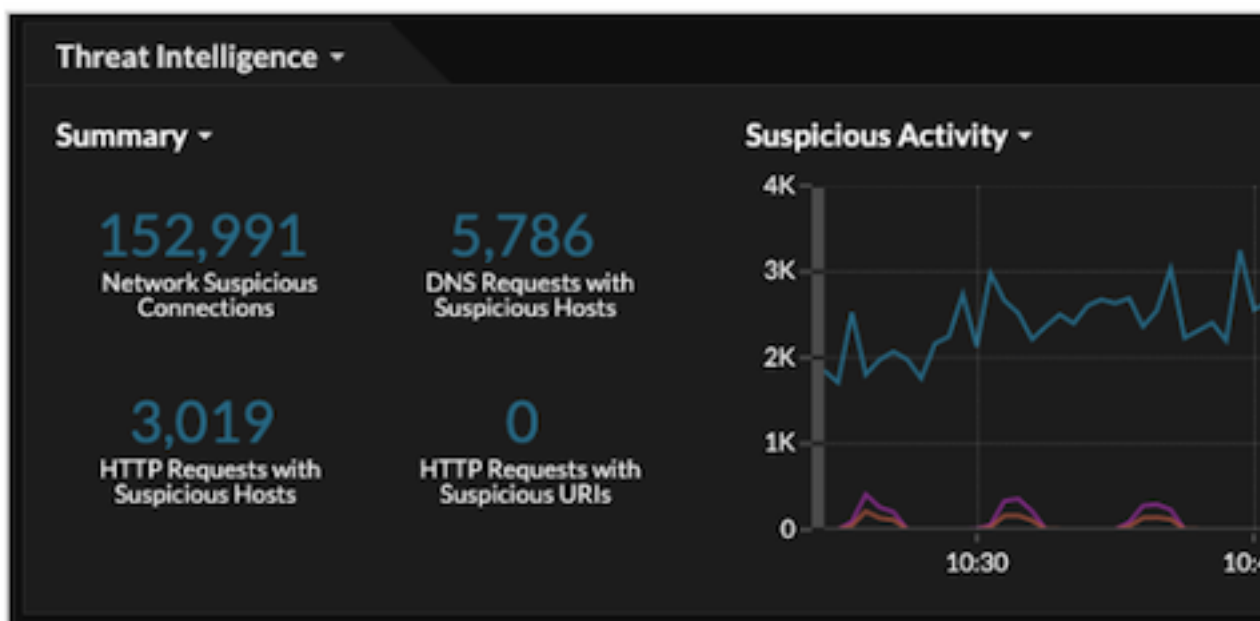 Threat Intelligence
Summary
152,991
Network Suspicious
Connections
5,786
DNS Requests with
Suspicious Hosts
3,019
HTTP Requests with
Suspicious Hosts
0
HTTP Requests with
Suspicious URIs
Suspicious Activity
4K
3K
2K
1K
0
10:30